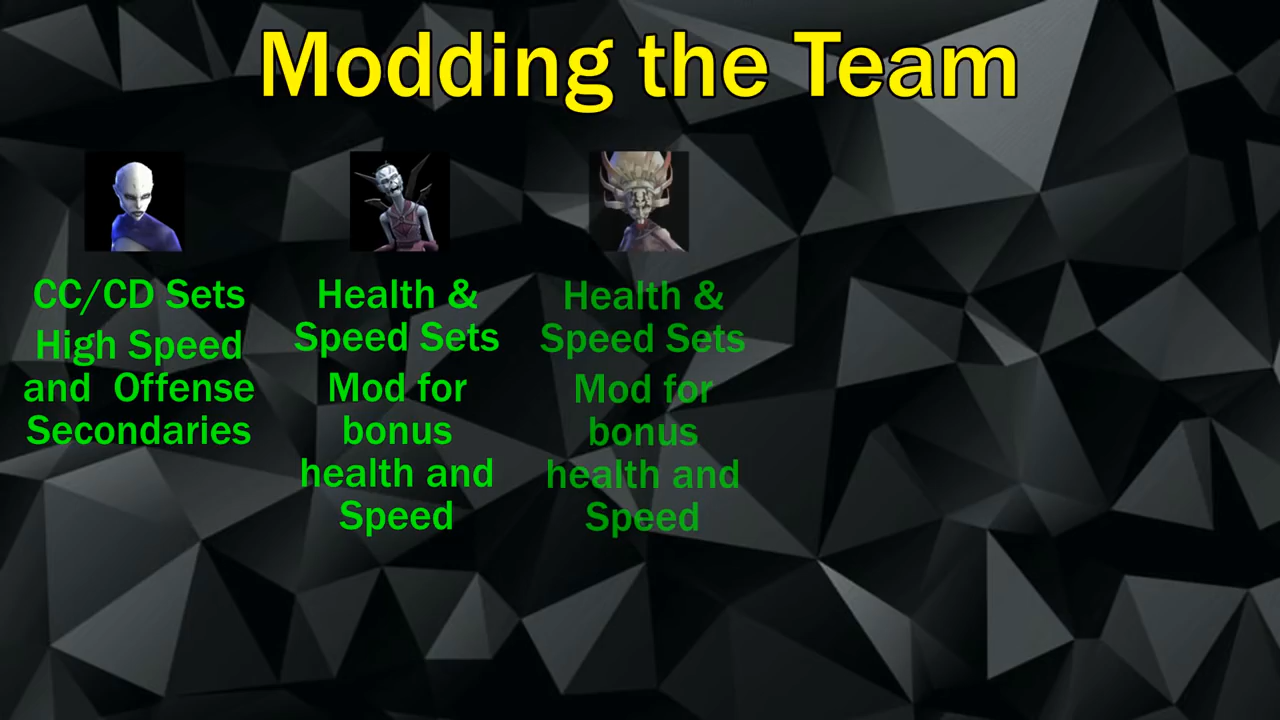 Modding the Team
CC/CD Sets
High Speed
and Offense
Secondaries
Health &
Speed Sets
Mod for
bonus
health and
Speed
Health &
Speed Sets
Mod for
bonus
health and
Speed